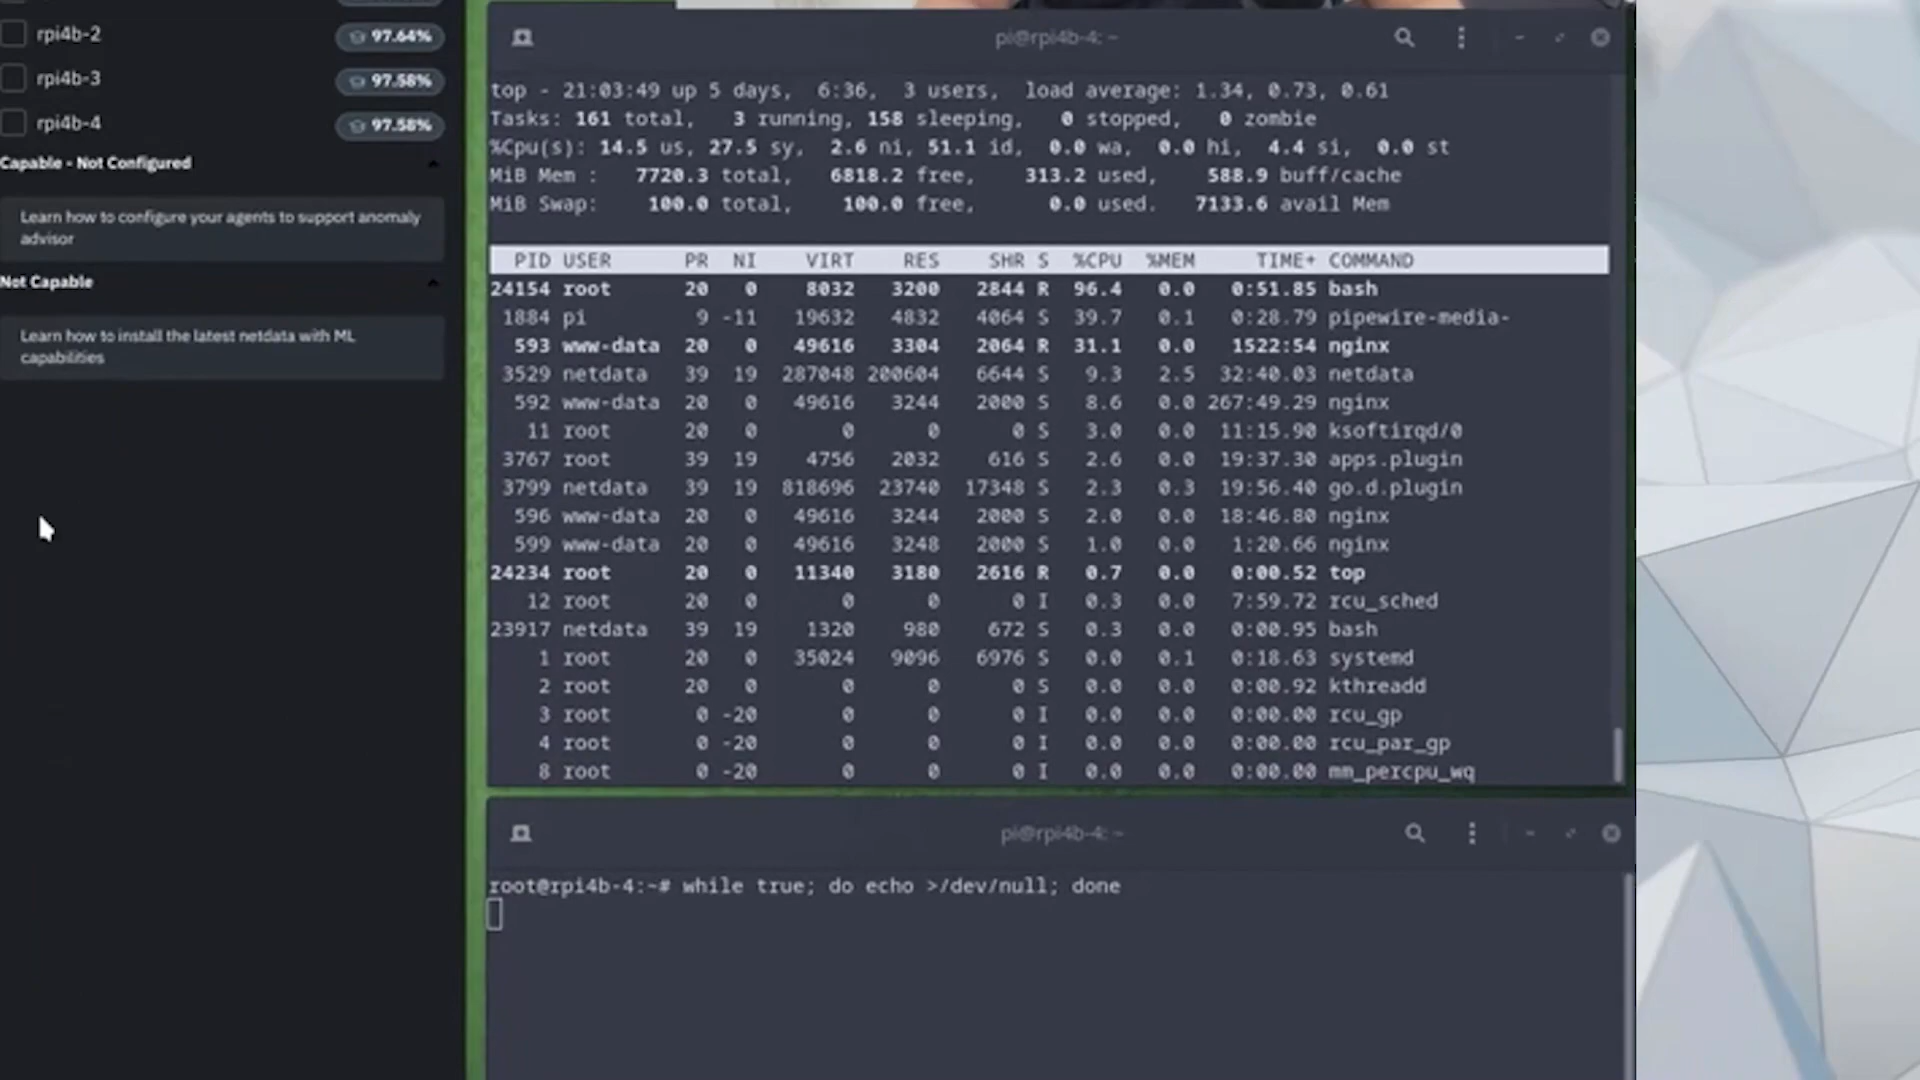 rpi4b-2 97.64%
rpi4b-3 97.58%
rpi4b-4 97.58%
Capable - Not Configured
Learn how to configure your agents to support anomaly
advisor
Not Capable
Learn how to install the latest netdata with ML
capabilities
pi@rpi4b-4: ~
top - 21:03:49 up 5 days, 6:36, 3 users, load average: 1.34, 0.73, 0.61
Tasks: 161 total, 3 running, 158 sleeping, 0 stopped, 0 zombie
%Cpu(s): 14.5 us, 27.5 sy, 2.6 ni, 51.1 id, 0.0 wa, 0.0 hi, 4.4 si, 0.0 st
MiB Mem : 7720.3 total, 6818.2 free, 313.2 used, 588.9 buff/cache
MiB Swap: 100.0 total, 100.0 free, 0.0 used. 7133.6 avail Mem
PID USER PR NI VIRT RES SHR S %CPU %MEM TIME+ COMMAND
24154 root 20 0 8032 3200 2844 R 96.4 0.0 0:51.85 bash
1884 pi 9 -11 19632 4832 4064 S 39.7 0.1 0:28.79 pipewire-media-
593 www-data 20 0 49616 3304 2064 R 31.1 0.0 1522:54 nginx
3529 netdata 39 19 287048 200604 6644 S 9.3 2.5 32:40.03 netdata
592 www-data 20 0 49616 3244 2000 S 8.6 0.0 267:49.29 nginx
11 root 20 0 0 0 0 S 3.0 0.0 11:15.90 ksoftirqd/0
3767 root 39 19 4756 2032 616 S 2.6 0.0 19:37.30 apps.plugin
3799 netdata 39 19 818696 23740 17348 S 2.3 0.3 19:56.40 go.d.plugin
596 www-data 20 0 49616 3244 2000 S 2.0 0.0 18:46.80 nginx
599 www-data 20 0 49616 3248 2000 S 1.0 0.0 1:20.66 nginx
24234 root 20 0 11340 3180 2616 R 0.7 0.0 0:00.52 top
12 root 20 0 0 0 0 I 0.3 0.0 7:59.72 rcu_sched
23917 netdata 39 19 1320 980 672 S 0.3 0.0 0:00.95 bash
1 root 20 0 35024 9096 6976 S 0.0 0.1 0:18.63 systemd
2 root 20 0 0 0 0 S 0.0 0.0 0:00.92 kthreadd
3 root 0 -20 0 0 0 I 0.0 0.0 0:00.00 rcu_gp
4 root 0 -20 0 0 0 I 0.0 0.0 0:00.00 rcu_par_gp
8 root 0 -20 0 0 0 I 0.0 0.0 0:00.00 mm_percpu_wq
pi@rpi4b-4: ~
root@rpi4b-4:~# while true; do echo >/dev/null; done